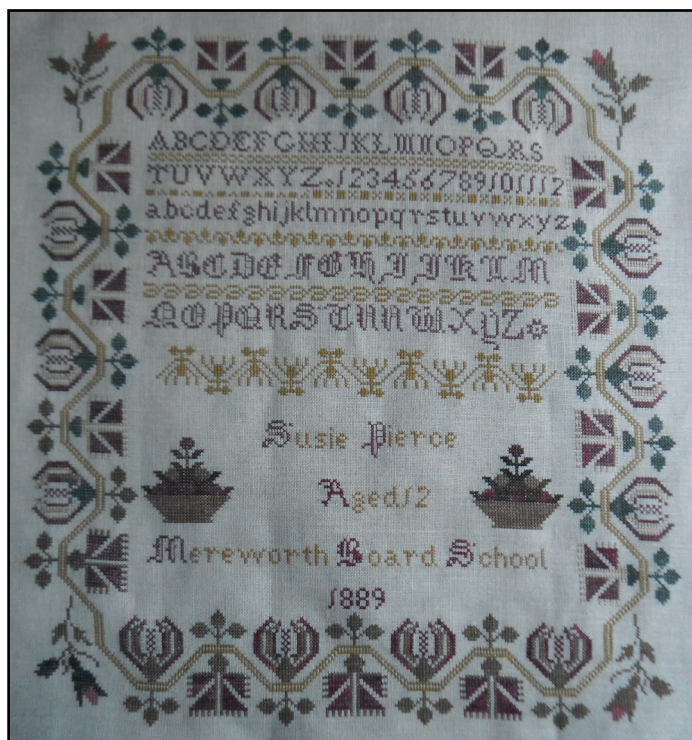 ABCDEFGHIJKLMNOPQRS
TUVWXYZ.123456789101112
abcdefghijklmnopqrstuvwxyz
ABCDEFGHIJKLM
NOPQRSTUVWXYZ
Susie Pierce
Aged 12
Mereworth Board School
1889